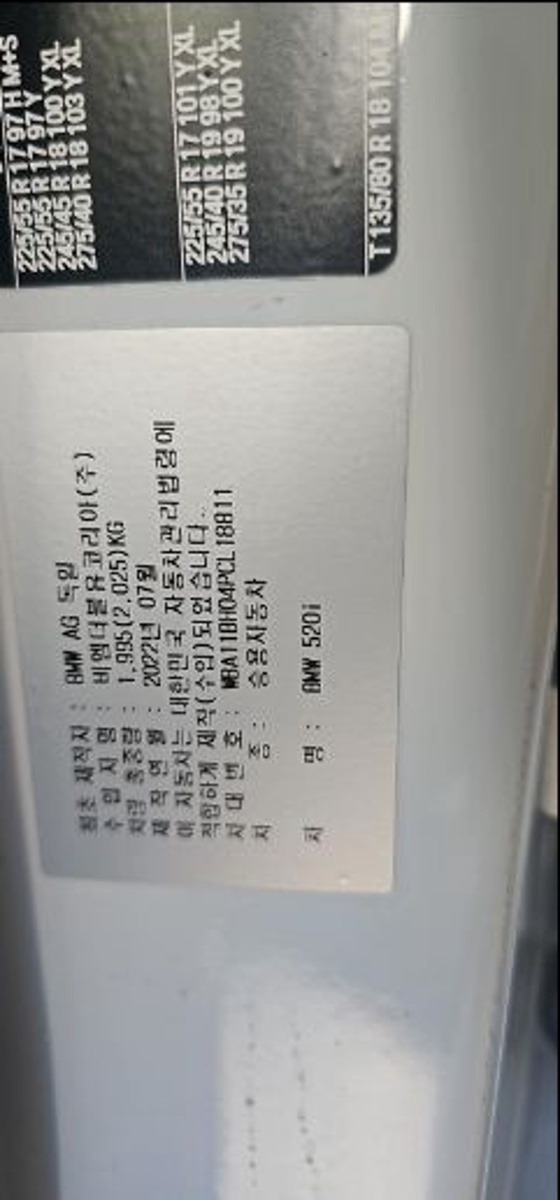 225/55 R 17 97 H M+S
225/55 R 17 97 Y
245/45 R 18 100 Y XL
275/40 R 18 103 Y XL
225/55 R 17 101 Y XL
245/40 R 19 98 Y XL
275/35 R 19 100 Y XL
T 135/80 R 18 104 M
최초 제작자 : BMW AG 독일
수 입 자 명 : 비엠더블유코리아(주)
차량 총중량 : 1,995(2,025)KG
제 작 연 월 : 2022년 07월
이 자동차는 대한민국 자동차관리법령에
적합하게 제작(수입)되었습니다.
차 대 번 호 : WBA11BH04PCL18811
차 종 : 승용자동차
차 명 : BMW 520i